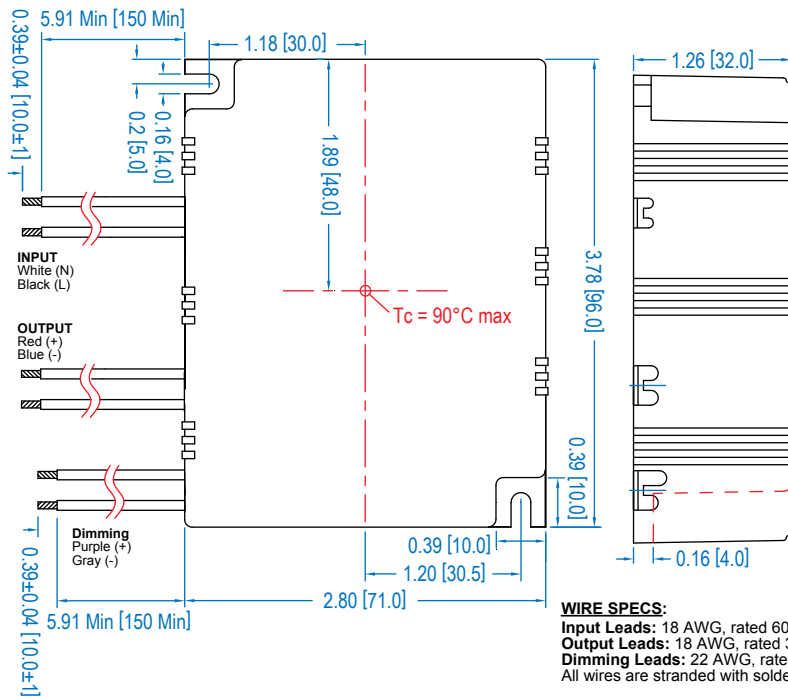 5.91 Min [150 Min]
0.39±0.04 [10.0±1]
1.18 [30.0]
1.26 [32.0]
0.16 [4.0]
0.2 [5.0]
1.89 [48.0]
INPUT
White (N)
Black (L)
3.78 [96.0]
Tc = 90°C max
OUTPUT
Red (+)
Blue (-)
0.39 [10.0]
Dimming
Purple (+)
Gray (-)
0.39 [10.0]
0.16 [4.0]
1.20 [30.5]
0.39±0.04 [10.0±1]
5.91 Min [150 Min]
2.80 [71.0]
WIRE SPECS:
Input Leads: 18 AWG, rated 60
Output Leads: 18 AWG, rated 3
Dimming Leads: 22 AWG, rate
All wires are stranded with solde